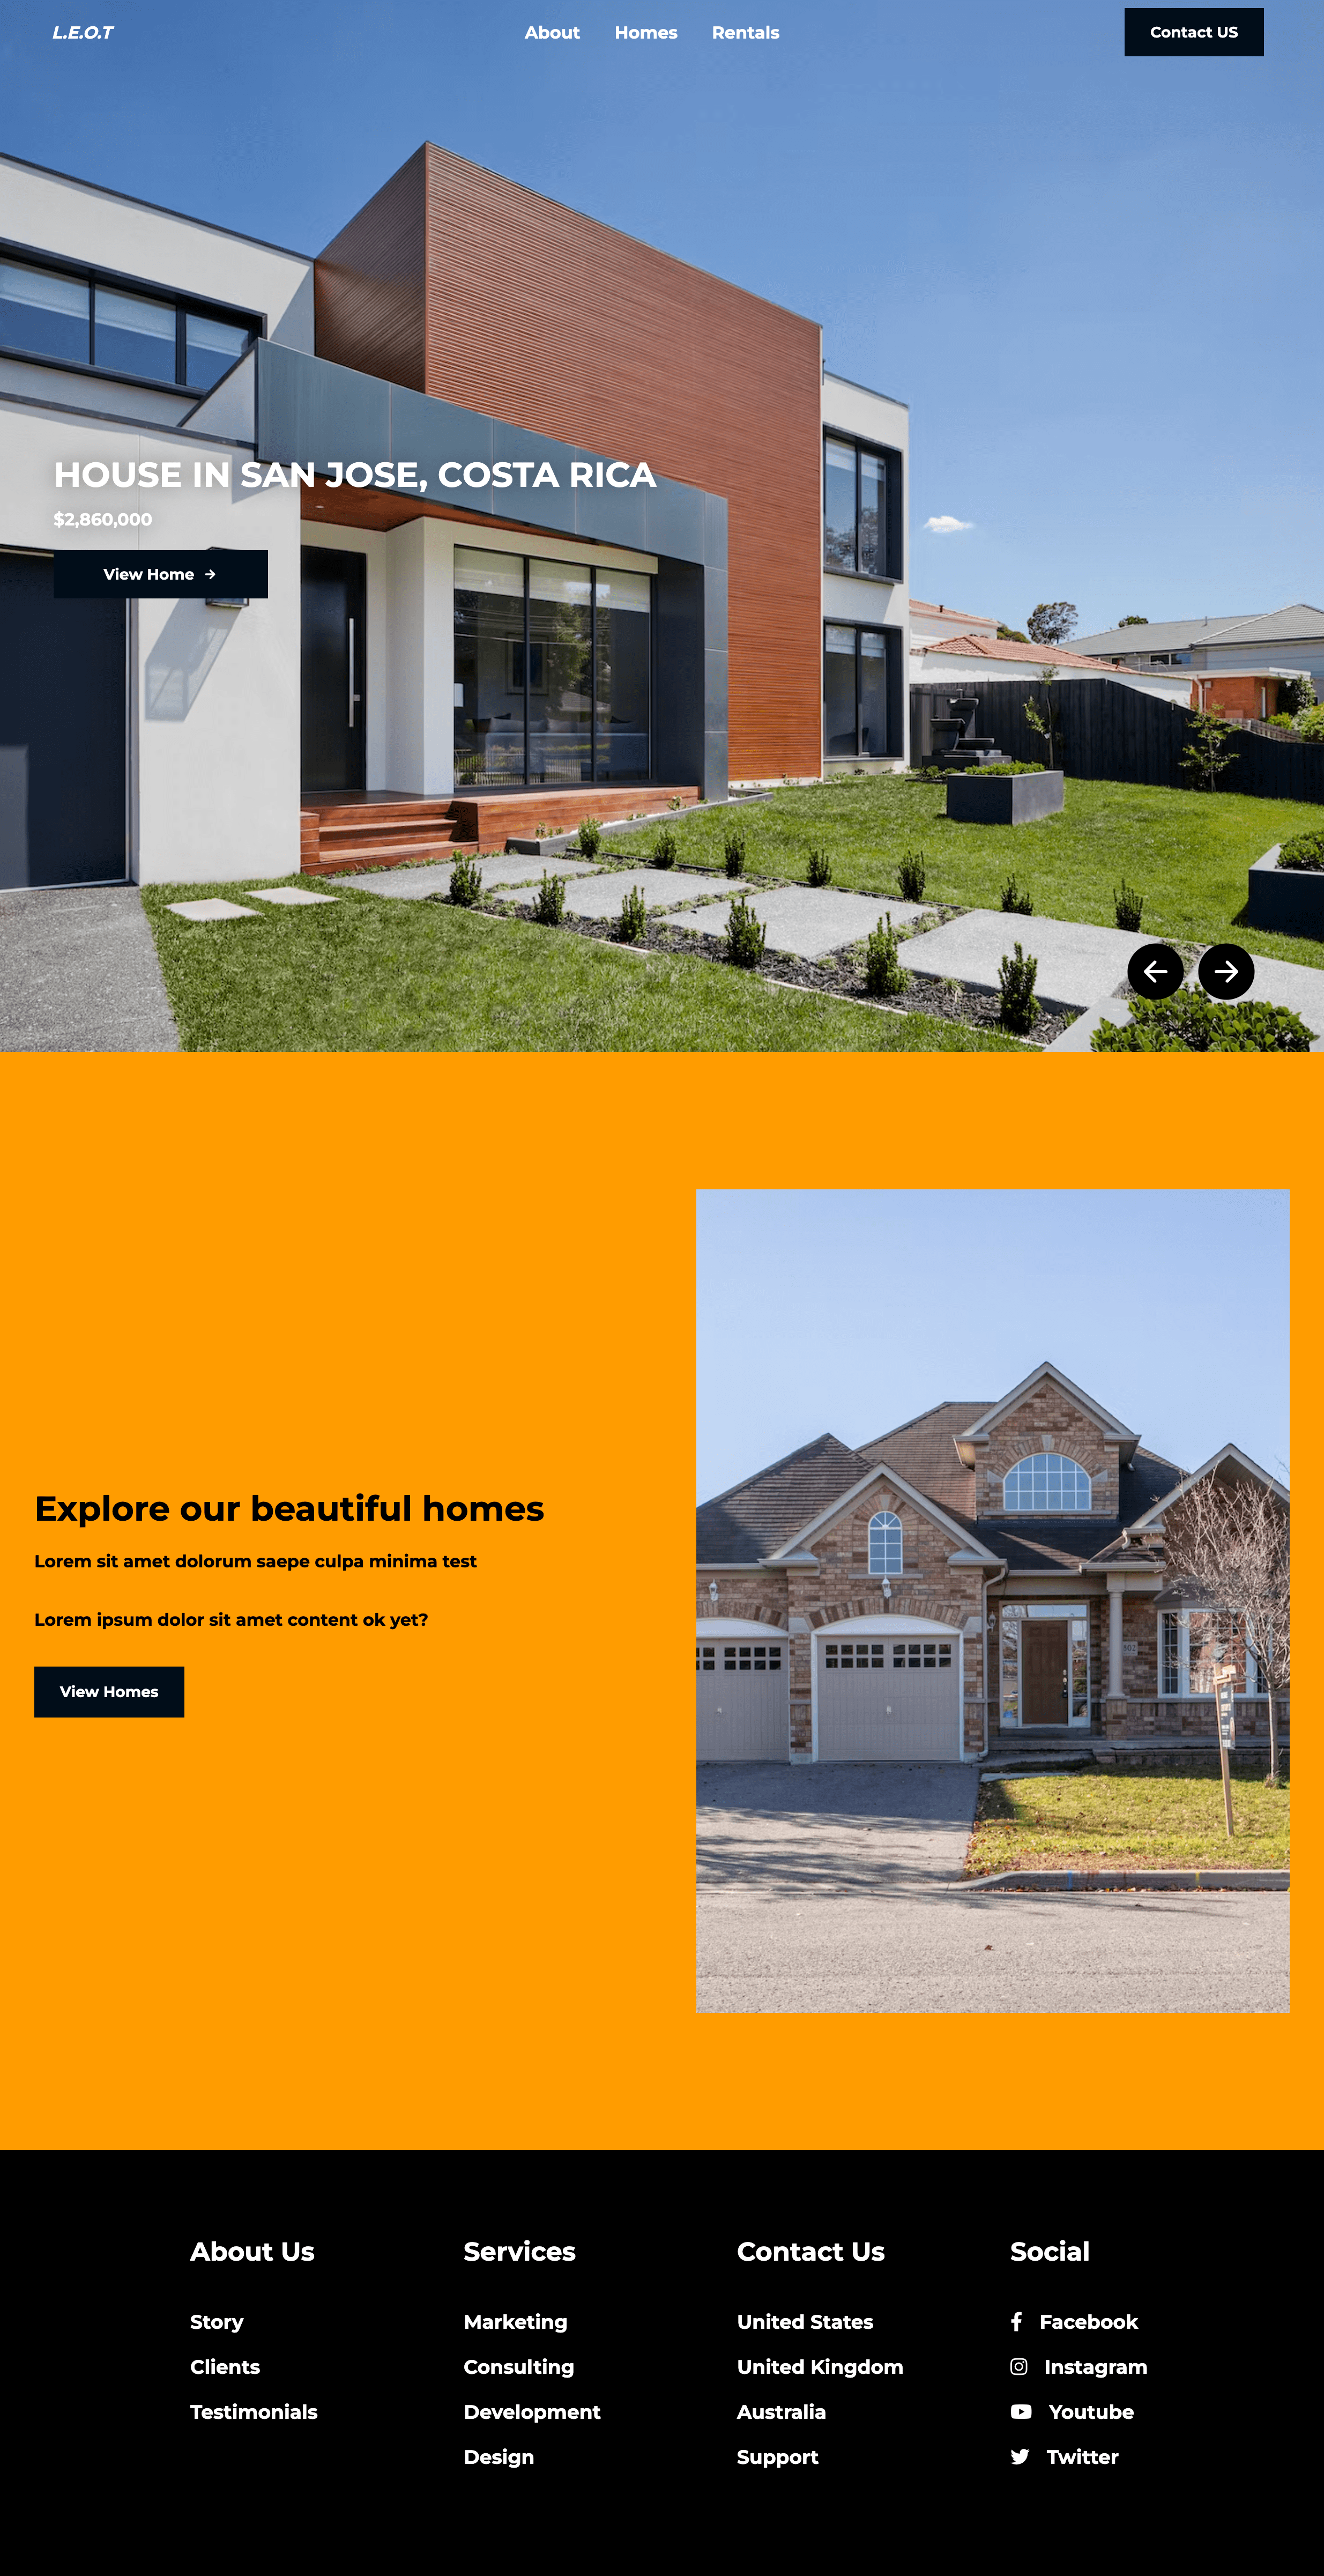 L.E.O.T
About Homes Rentals
Contact US
HOUSE IN SAN JOSE, COSTA RICA
$2,860,000
View Home
Explore our beautiful homes
Lorem sit amet dolorum saepe culpa minima test
Lorem ipsum dolor sit amet content ok yet?
View Homes
About Us
Story
Clients
Testimonials
Services
Marketing
Consulting
Development
Design
Contact Us
United States
United Kingdom
Australia
Support
Social
Facebook
Instagram
Youtube
Twitter